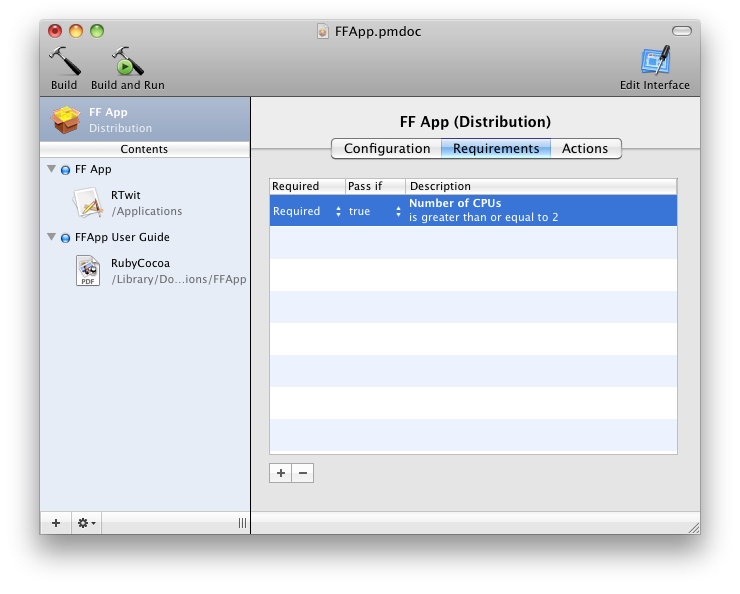 FFApp.pmdoc
Build
Build and Run
Edit Interface
FF App
Distribution
Contents
FF App
RTwit
/Applications
FFApp User Guide
RubyCocoa
/Library/Do...ions/FFApp
PDF
FF App (Distribution)
Configuration
Requirements
Actions
Required
Pass if
Description
Required
true
Number of CPUs
is greater than or equal to 2